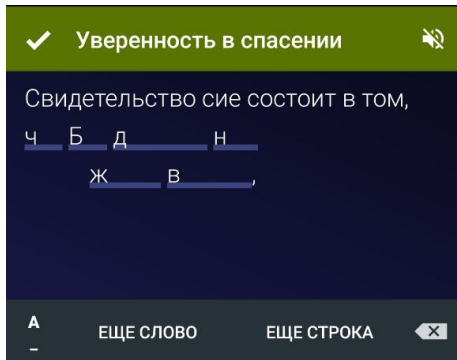 Уверенность в спасении
Свидетельство сие состоит в том,
ч Б д н
ж в ,
А
_
ЕЩЕ СЛОВО ЕЩЕ СТРОКА